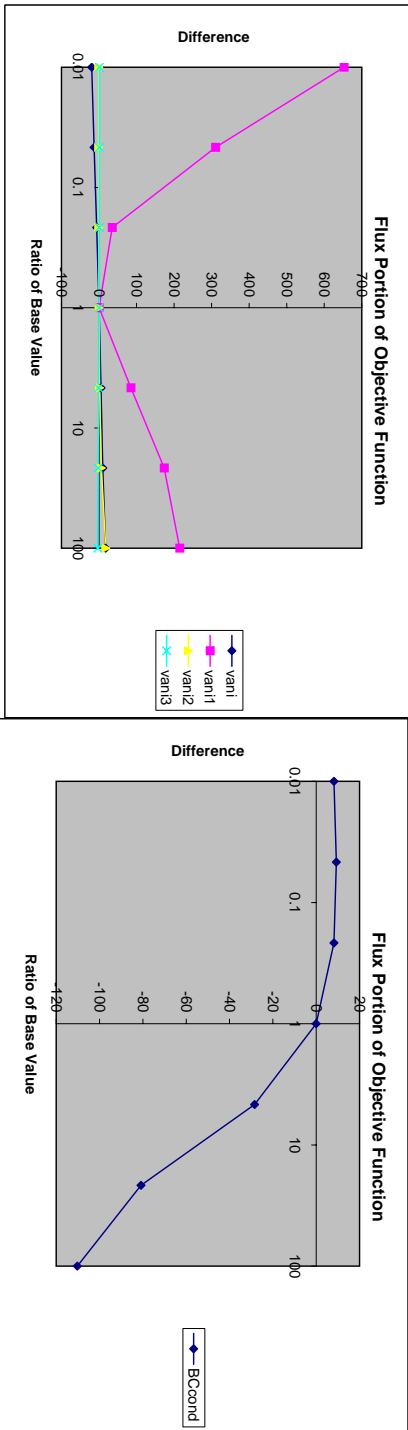 Flux Portion of Objective Function
Difference
700
600
500
400
300
200
100
0
-100
0.01
0.1
1
10
100
Ratio of Base Value
vani
vani1
vani2
vani3
Flux Portion of Objective Function
Difference
20
0
-20
-40
-60
-80
-100
-120
0.01
0.1
1
10
100
Ratio of Base Value
BCcond